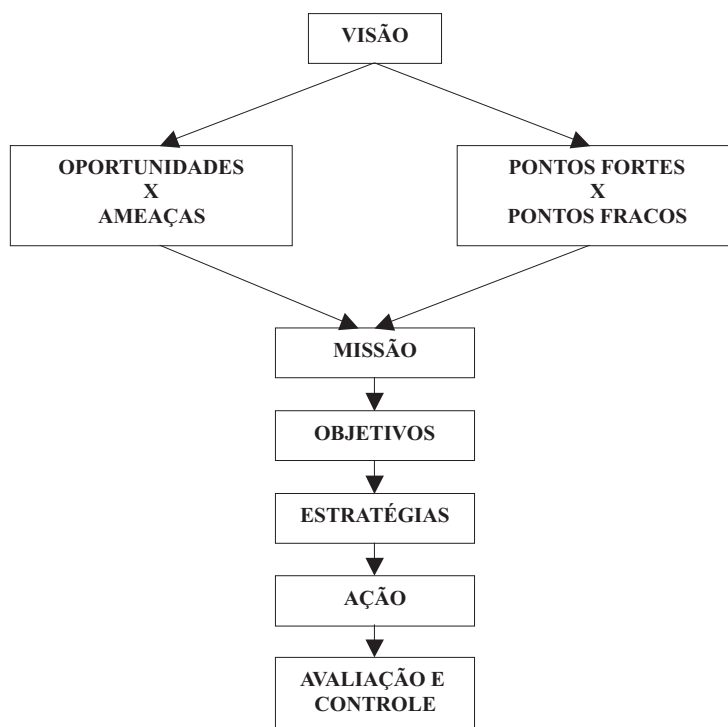 VISÃO
OPORTUNIDADES
X
AMEAÇAS
PONTOS FORTES
X
PONTOS FRACOS
MISSÃO
OBJETIVOS
ESTRATÉGIAS
AÇÃO
AVALIAÇÃO E
CONTROLE